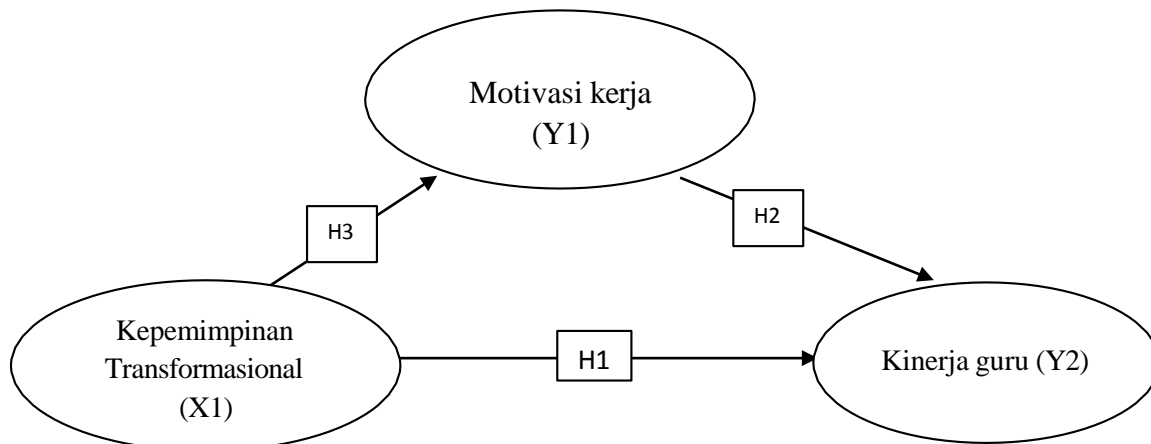 Motivasi kerja
(Y1)
H3
H2
Kepemimpinan
Transformasional
(X1)
H1
Kinerja guru (Y2)